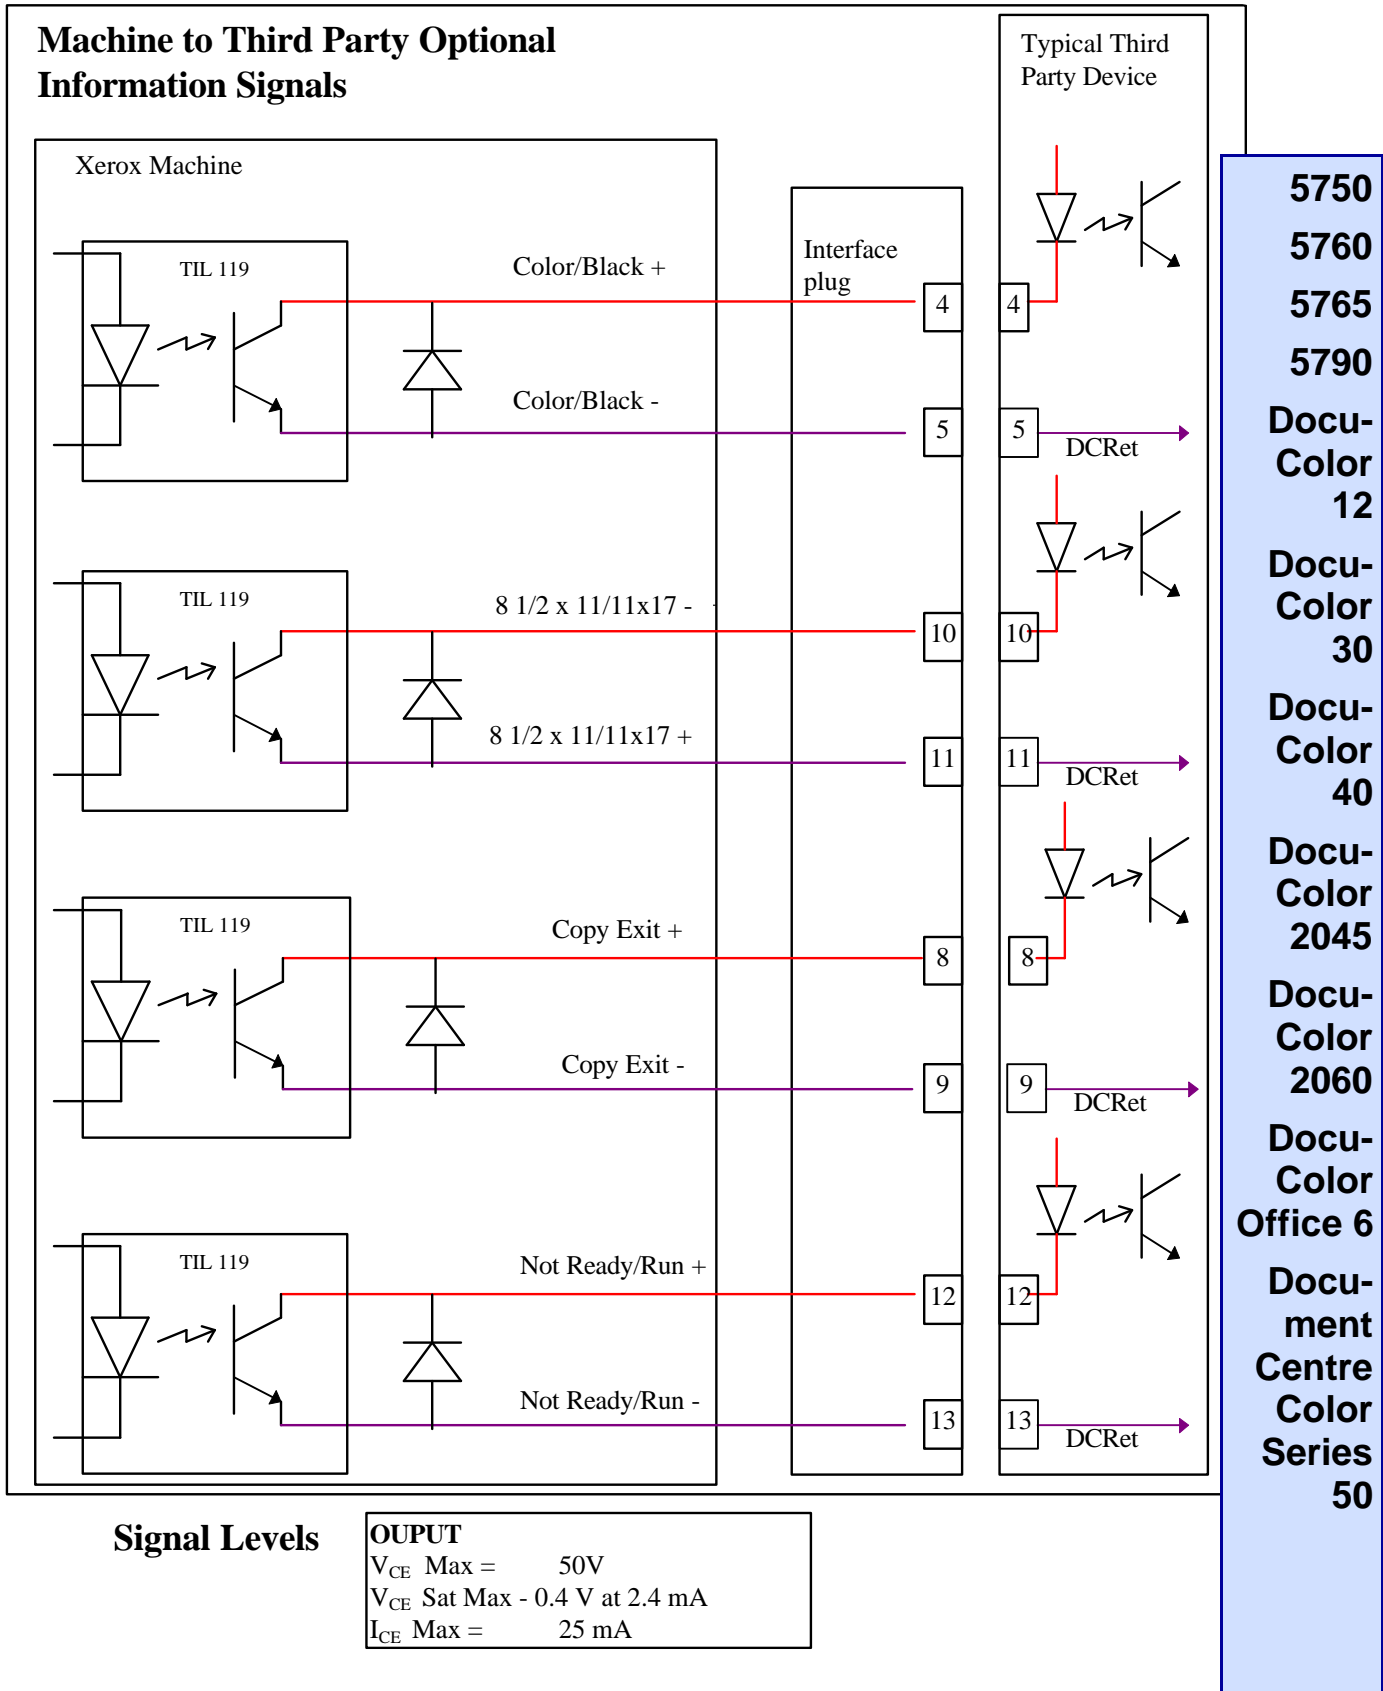 Machine to Third Party Optional
Information Signals
Typical Third
Party Device
Xerox Machine
Interface
plug
TIL 119
Color/Black +
4
4
Color/Black -
5
5
DCRet
TIL 119
8 1/2 x 11/11x17 -
10
10
8 1/2 x 11/11x17 +
11
11
DCRet
TIL 119
Copy Exit +
8
8
Copy Exit -
9
9
DCRet
TIL 119
Not Ready/Run +
12
12
Not Ready/Run -
13
13
DCRet
Signal Levels
OUPUT
VCE Max = 50V
VCE Sat Max - 0.4 V at 2.4 mA
ICE Max = 25 mA
5750
5760
5765
5790
Docu-
Color
12
Docu-
Color
30
Docu-
Color
40
Docu-
Color
2045
Docu-
Color
2060
Docu-
Color
Office 6
Docu-
ment
Centre
Color
Series
50